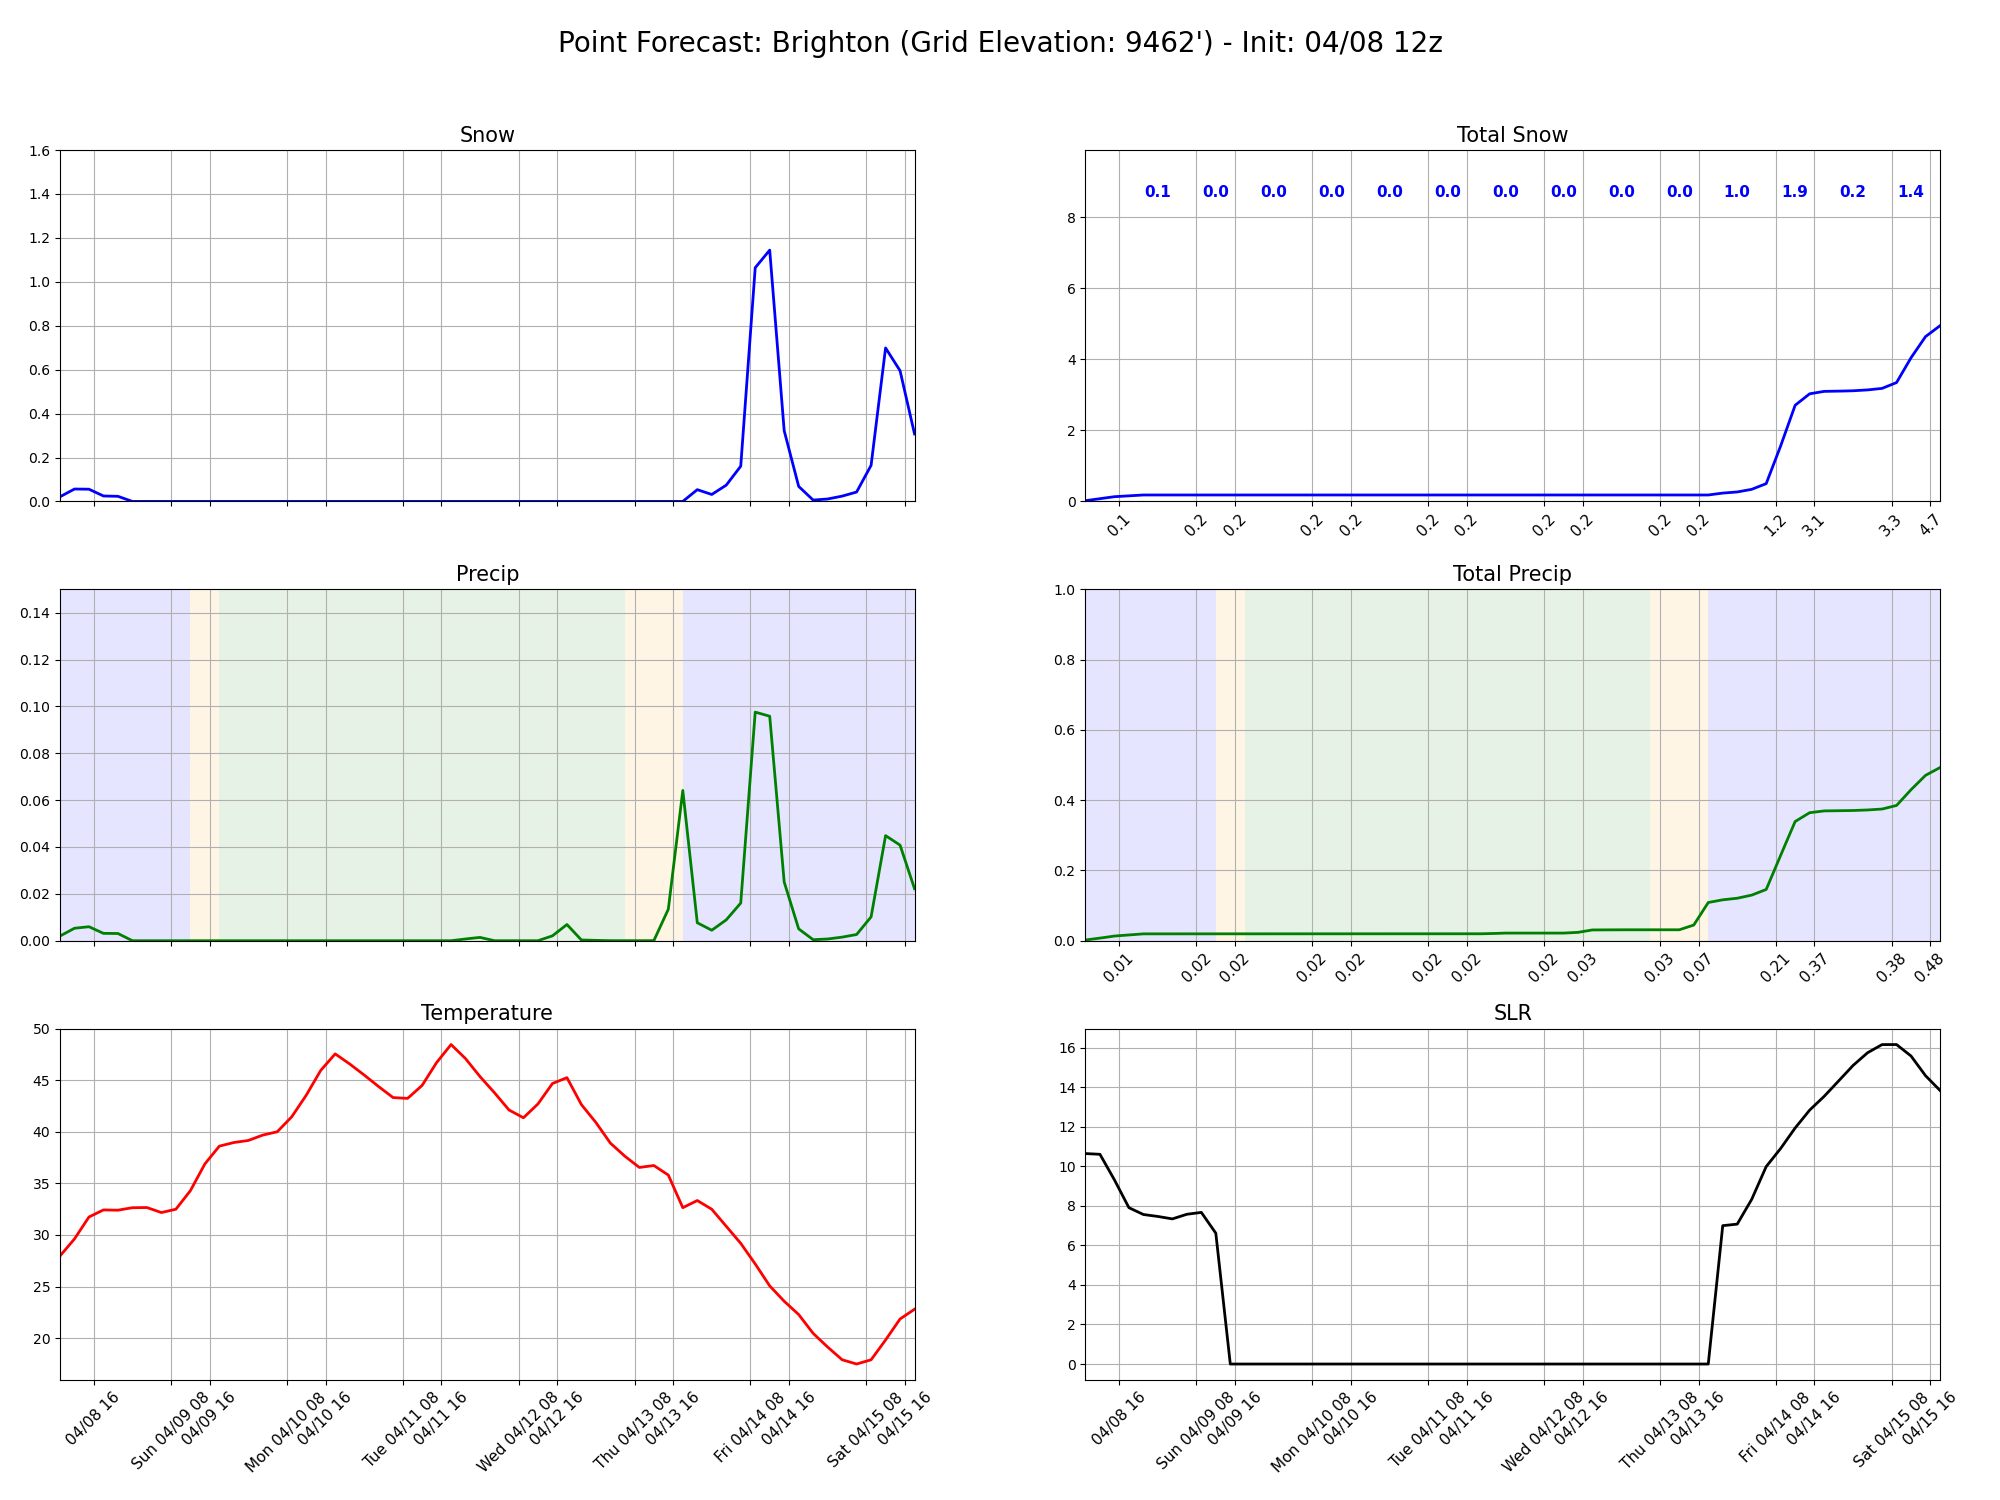 Point Forecast: Brighton (Grid Elevation: 9462') - Init: 04/08 12z
Snow
1.6
1.4
1.2
1.0
0.8
0.6
0.4
0.2
0.0
Total Snow
0.1 0.0 0.0 0.0 0.0 0.0 0.0 0.0 0.0 0.0 1.0 1.9 0.2 1.4
8
6
4
2
0
0.1 0.2 0.2 0.2 0.2 0.2 0.2 0.2 0.2 0.2 0.2 1.2 3.1 3.3 4.7
Precip
0.14
0.12
0.10
0.08
0.06
0.04
0.02
0.00
Total Precip
1.0
0.8
0.6
0.4
0.2
0.0
0.01 0.02 0.02 0.02 0.02 0.02 0.02 0.02 0.03 0.03 0.07 0.21 0.37 0.38 0.48
Temperature
50
45
40
35
30
25
20
04/08 16
Sun 04/09 08
04/09 16
Mon 04/10 08
04/10 16
Tue 04/11 08
04/11 16
Wed 04/12 08
04/12 16
Thu 04/13 08
04/13 16
Fri 04/14 08
04/14 16
Sat 04/15 08
04/15 16
SLR
16
14
12
10
8
6
4
2
0
04/08 16
Sun 04/09 08
04/09 16
Mon 04/10 08
04/10 16
Tue 04/11 08
04/11 16
Wed 04/12 08
04/12 16
Thu 04/13 08
04/13 16
Fri 04/14 08
04/14 16
Sat 04/15 08
04/15 16